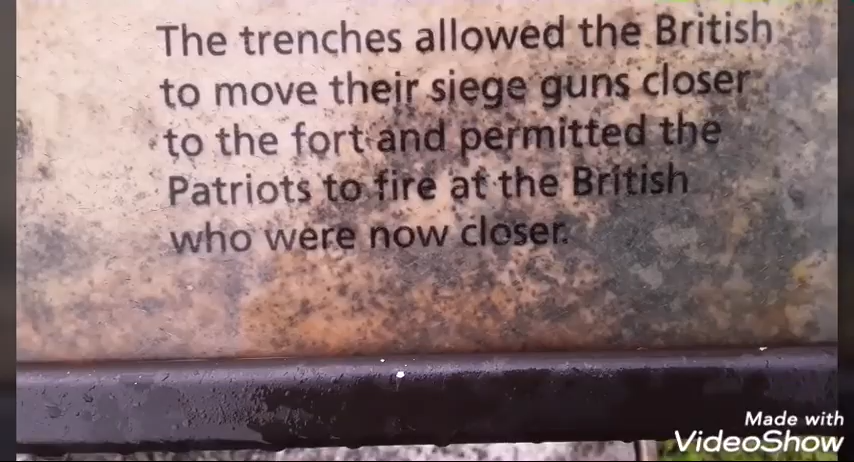 The trenches allowed the British
to move their siege guns closer
to the fort and permitted the
Patriots to fire at the British
who were now closer.
Made with
VideoShow